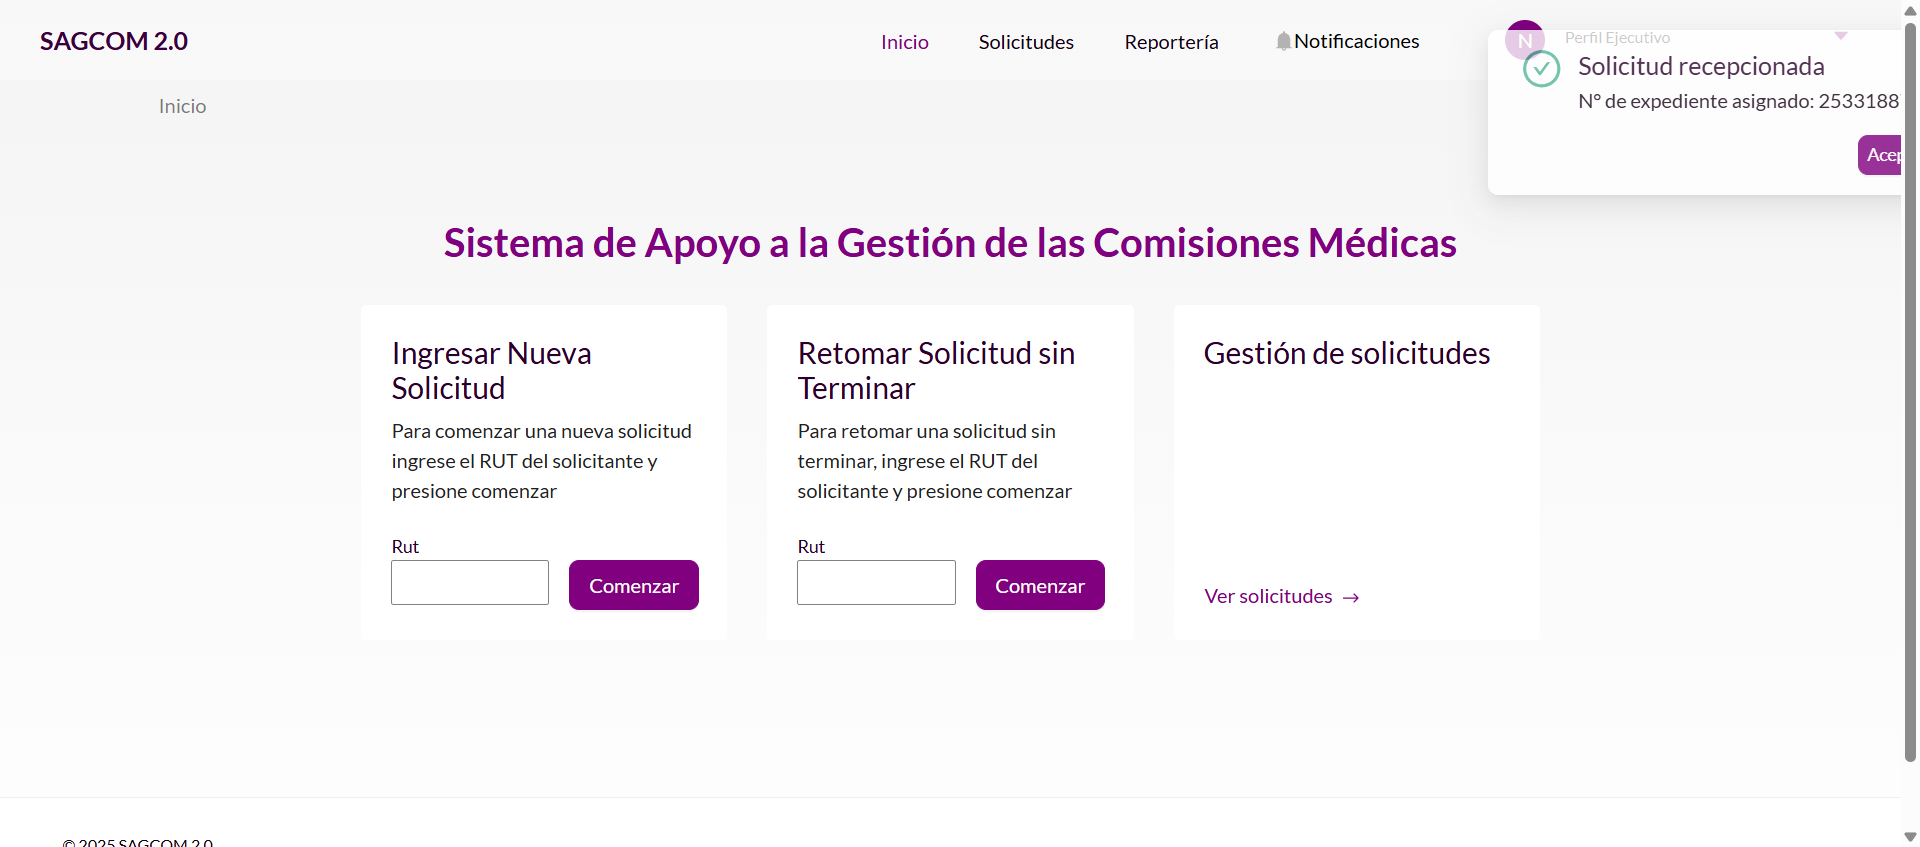 SAGCOM 2.0
Inicio
Solicitudes
Reportería
Notificaciones
N
Perfil Ejecutivo
Solicitud recepcionada
N° de expediente asignado: 2533188
Inicio
Sistema de Apoyo a la Gestión de las Comisiones Médicas
Ingresar Nueva
Solicitud
Para comenzar una nueva solicitud
ingrese el RUT del solicitante y
presione comenzar
Rut
Comenzar
Retomar Solicitud sin
Terminar
Para retomar una solicitud sin
terminar, ingrese el RUT del
solicitante y presione comenzar
Rut
Comenzar
Gestión de solicitudes
Ver solicitudes →
© 2025 SAGCOM 2.0